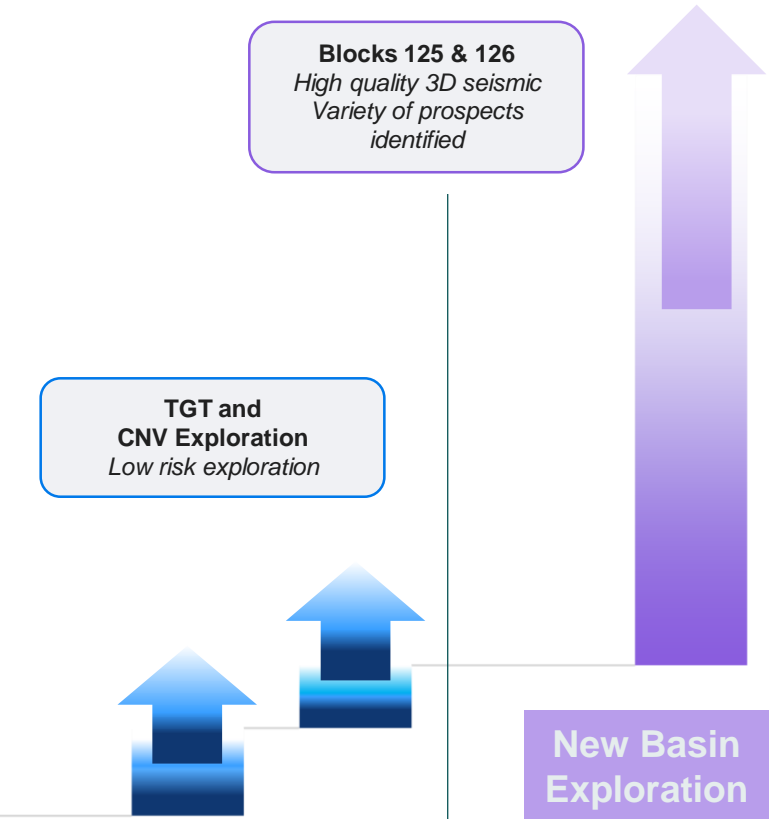 Blocks 125 & 126
High quality 3D seismic
Variety of prospects
identified
TGT and
CNV Exploration
Low risk exploration
New Basin
Exploration